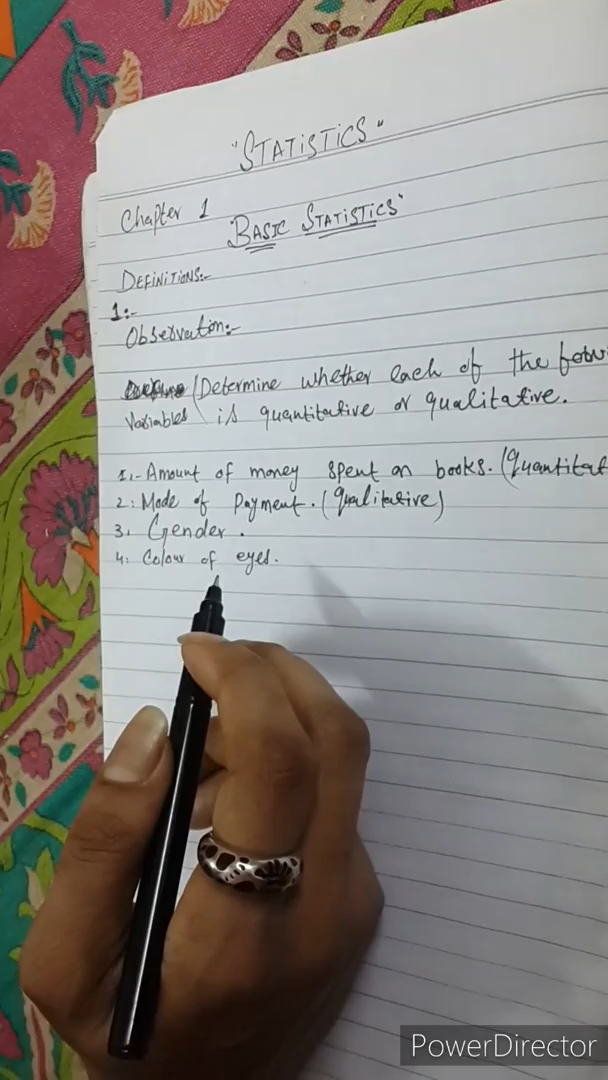 "STATISTICS"
Chapter 1
"BASIC STATISTICS"
DEFINITIONS:-
1:-
Observation:-
(Determine whether each of the
Variables is quantitative or qualitative.
1.- Amount of money spent on books. (Quantitat
2: Mode of Payment. (Qualitative)
3. Gender.
4: Colour of eyes.
PowerDirector